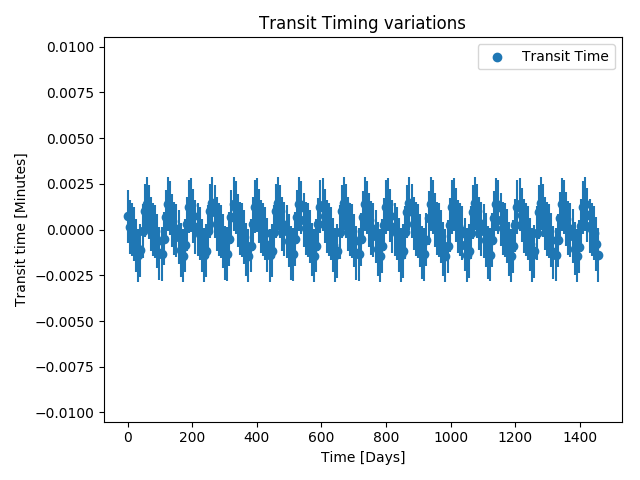 Transit Timing variations
Transit Time
Transit time [Minutes]
0.0100
0.0075
0.0050
0.0025
0.0000
−0.0025
−0.0050
−0.0075
−0.0100
0 200 400 600 800 1000 1200 1400
Time [Days]